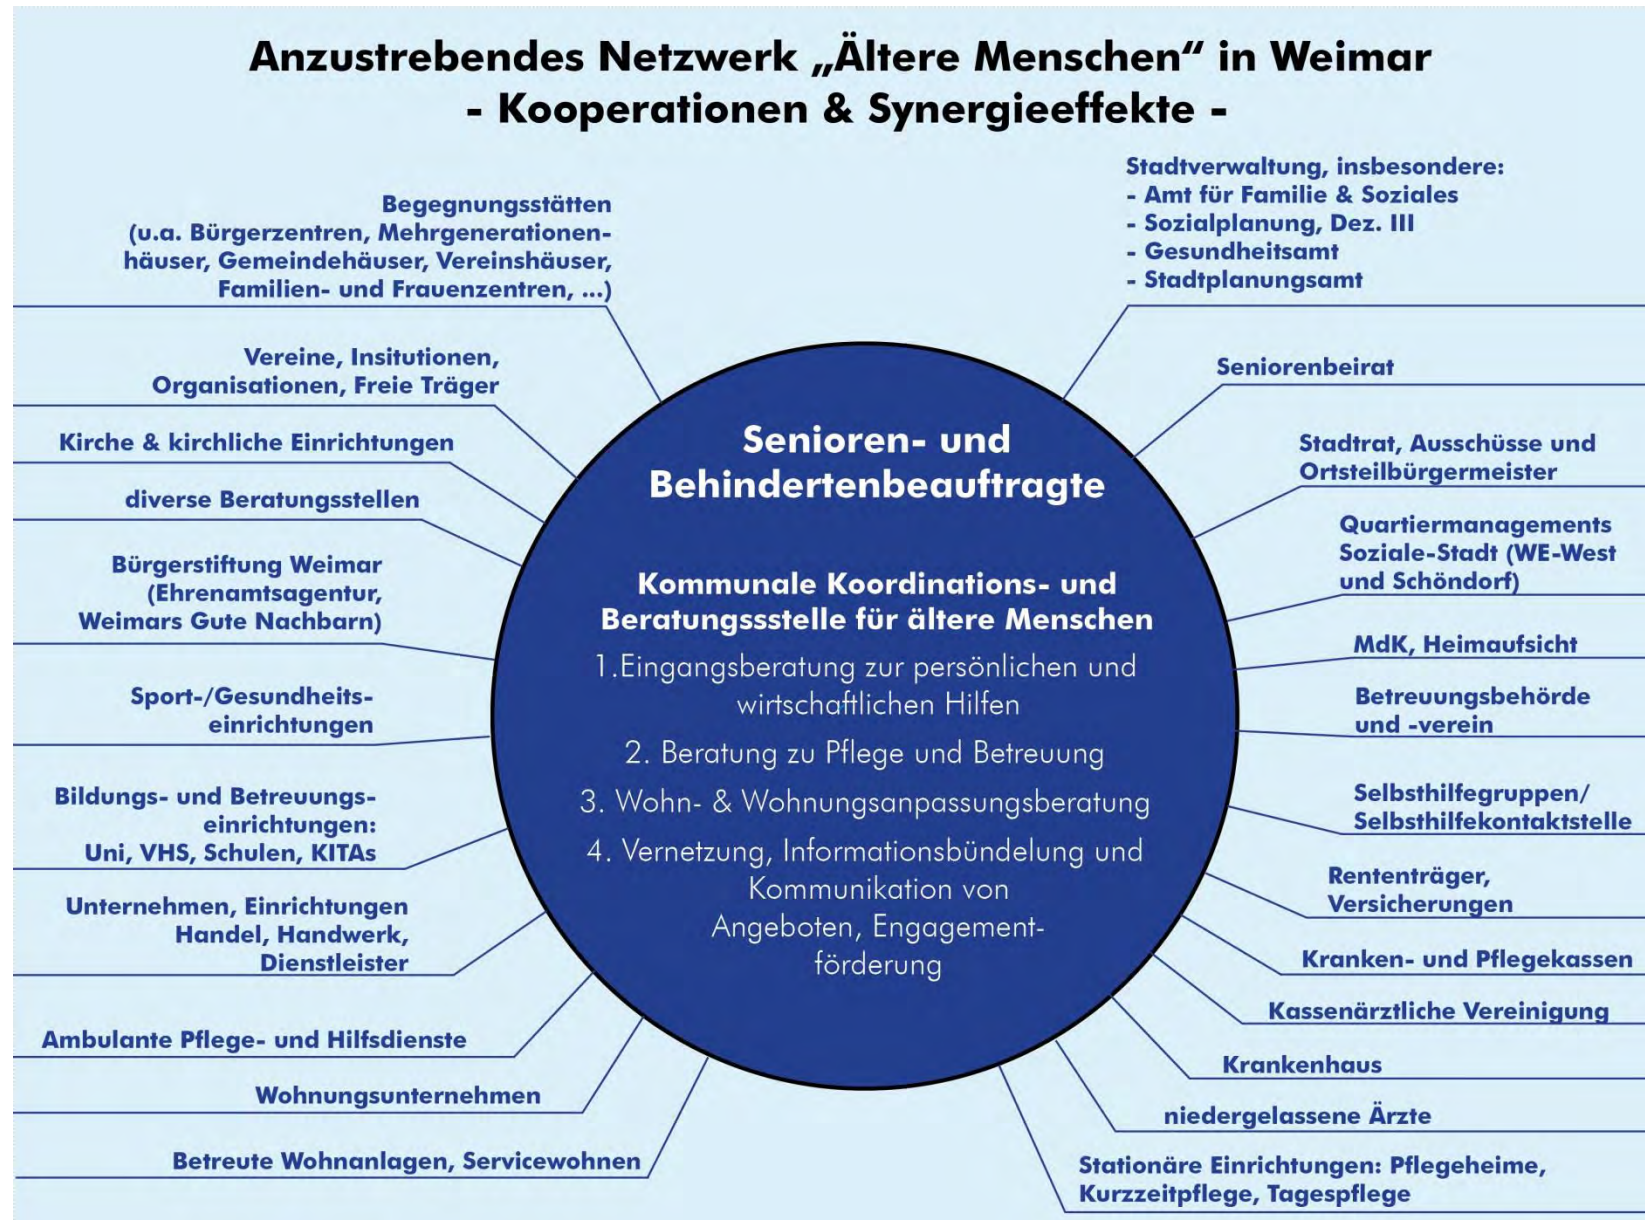 Anzustrebendes Netzwerk „Ältere Menschen“ in Weimar
- Kooperationen & Synergieeffekte -
Begegnungsstätten
(u.a. Bürgerzentren, Mehrgenerationen-
häuser, Gemeindehäuser, Vereinshäuser,
Familien- und Frauenzentren, ...)
Vereine, Insitutionen,
Organisationen, Freie Träger
Kirche & kirchliche Einrichtungen
diverse Beratungsstellen
Bürgerstiftung Weimar
(Ehrenamtsagentur,
Weimars Gute Nachbarn)
Sport-/Gesundheits-
einrichtungen
Bildungs- und Betreuungs-
einrichtungen:
Uni, VHS, Schulen, KITAs
Unternehmen, Einrichtungen
Handel, Handwerk,
Dienstleister
Ambulante Pflege- und Hilfsdienste
Wohnungsunternehmen
Betreute Wohnanlagen, Servicewohnen
Senioren- und
Behindertenbeauftragte
Kommunale Koordinations- und
Beratungssstelle für ältere Menschen
1.Eingangsberatung zur persönlichen und
wirtschaftlichen Hilfen
2. Beratung zu Pflege und Betreuung
3. Wohn- & Wohnungsanpassungsberatung
4. Vernetzung, Informationsbündelung und
Kommunikation von
Angeboten, Engagement-
förderung
Stadtverwaltung, insbesondere:
- Amt für Familie & Soziales
- Sozialplanung, Dez. III
- Gesundheitsamt
- Stadtplanungsamt
Seniorenbeirat
Stadtrat, Ausschüsse und
Ortsteilbürgermeister
Quartiermanagements
Soziale-Stadt (WE-West
und Schöndorf)
MdK, Heimaufsicht
Betreuungsbehörde
und -verein
Selbsthilfegruppen/
Selbsthilfekontaktstelle
Rententräger,
Versicherungen
Kranken- und Pflegekassen
Kassenärztliche Vereinigung
Krankenhaus
niedergelassene Ärzte
Stationäre Einrichtungen: Pflegeheime,
Kurzzeitpflege, Tagespflege